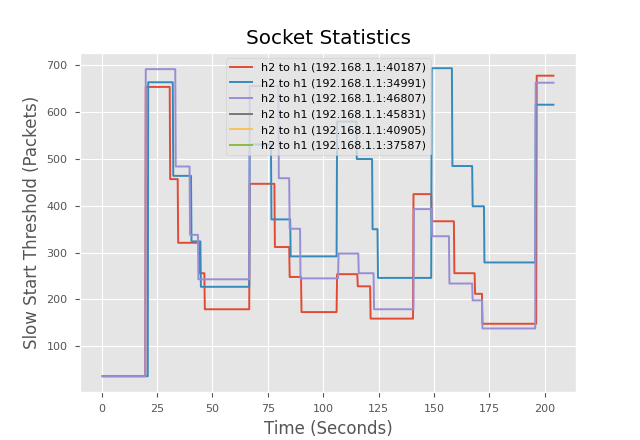 Socket Statistics
h2 to h1 (192.168.1.1:40187)
h2 to h1 (192.168.1.1:34991)
h2 to h1 (192.168.1.1:46807)
h2 to h1 (192.168.1.1:45831)
h2 to h1 (192.168.1.1:40905)
h2 to h1 (192.168.1.1:37587)
Slow Start Threshold (Packets)
700
600
500
400
300
200
100
0 25 50 75 100 125 150 175 200
Time (Seconds)